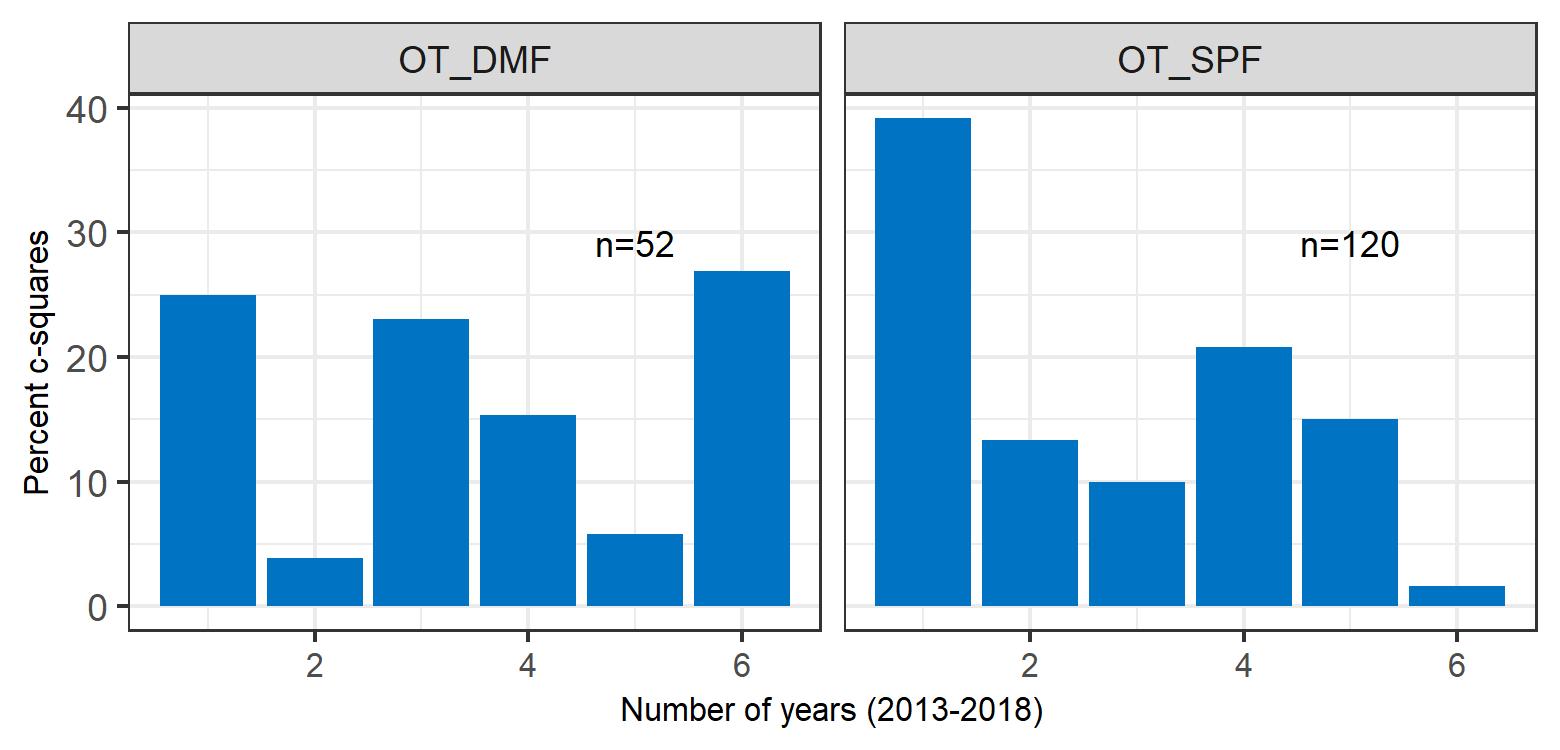 OT_DMF
OT_SPF
Percent c-squares
40
30
20
10
0
n=52
n=120
2
4
6
2
4
6
Number of years (2013-2018)